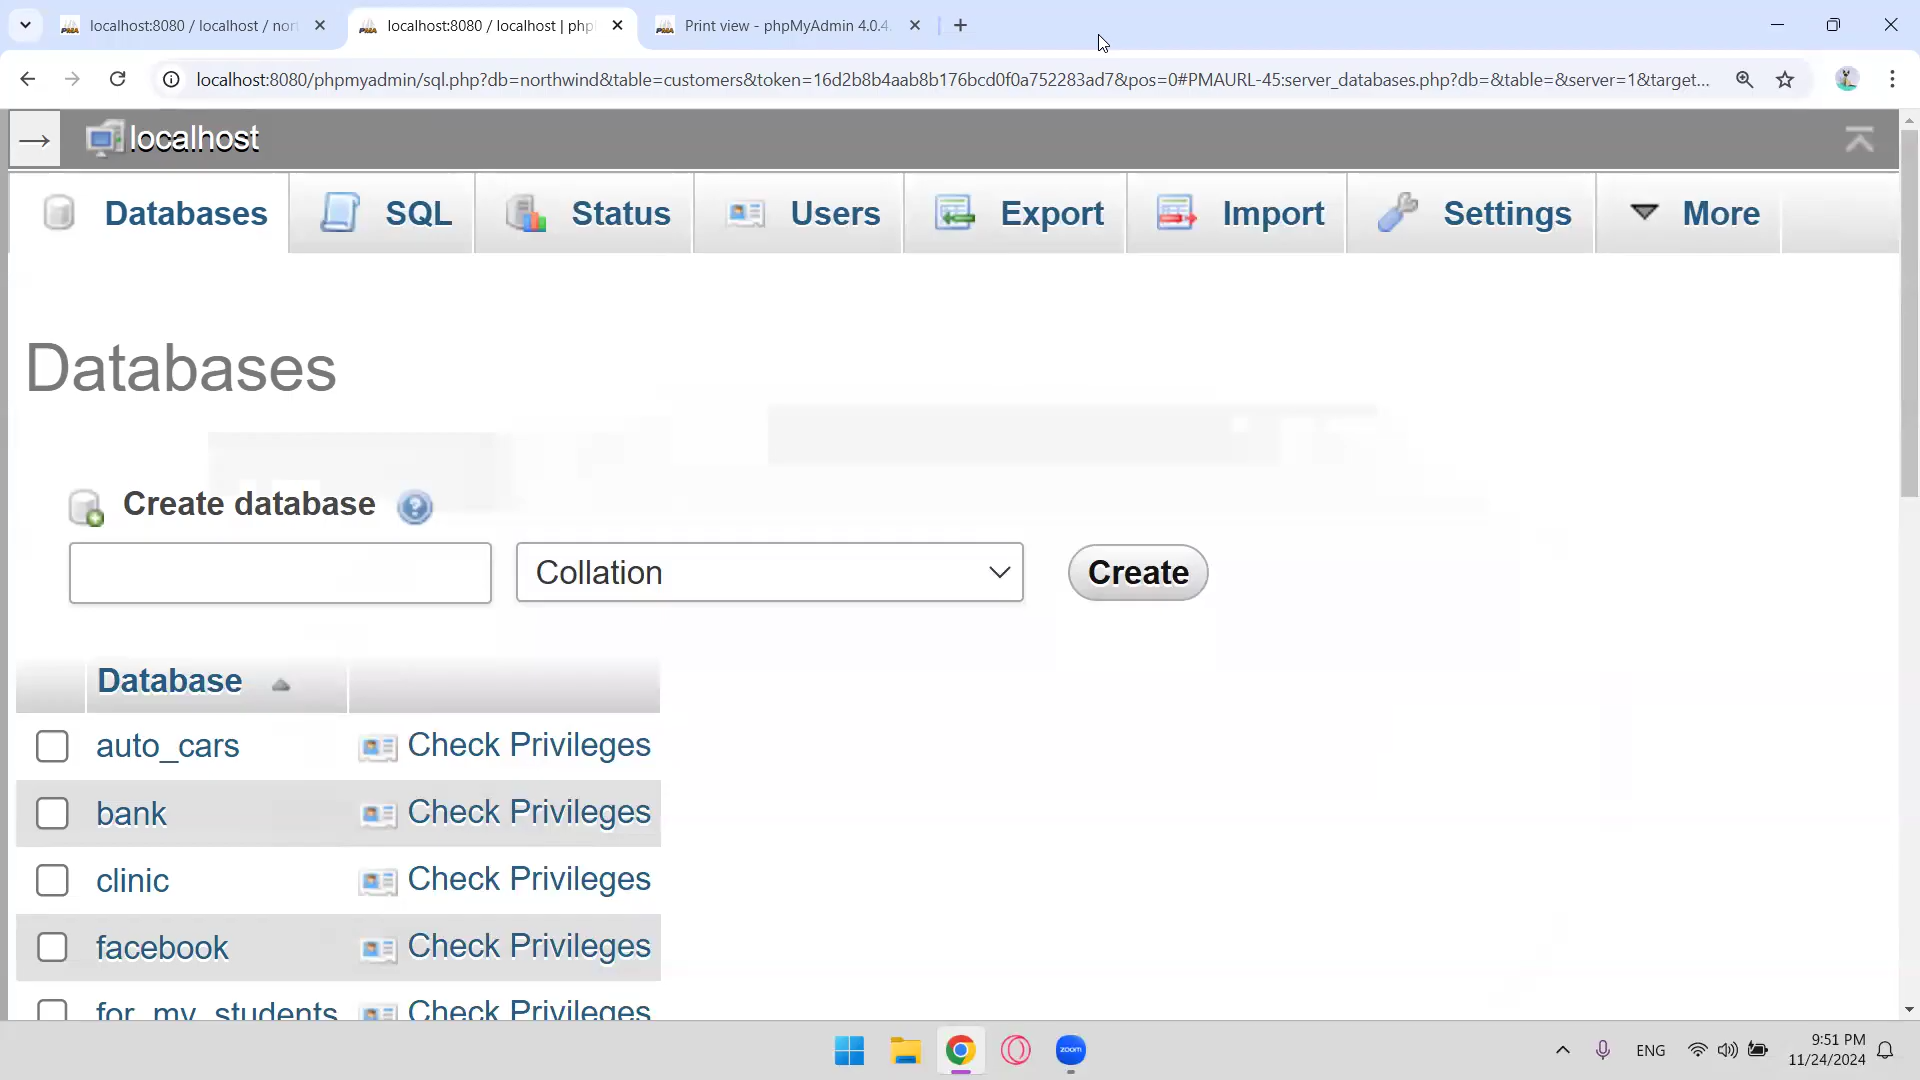 localhost:8080 / localhost / nor
localhost:8080 / localhost | php
Print view - phpMyAdmin 4.0.4.
localhost:8080/phpmyadmin/sql.php?db=northwind&table=customers&token=16d2b8b4aab8b176bcd0f0a752283ad7&pos=0#PMAURL-45:server_databases.php?db=&table=&server=1&target...
localhost
Databases
SQL
Status
Users
Export
Import
Settings
More
Databases
Create database
Collation
Create
Database
auto_cars Check Privileges
bank Check Privileges
clinic Check Privileges
facebook Check Privileges
for_my_students Check Privileges
zoom
ENG
9:51 PM
11/24/2024